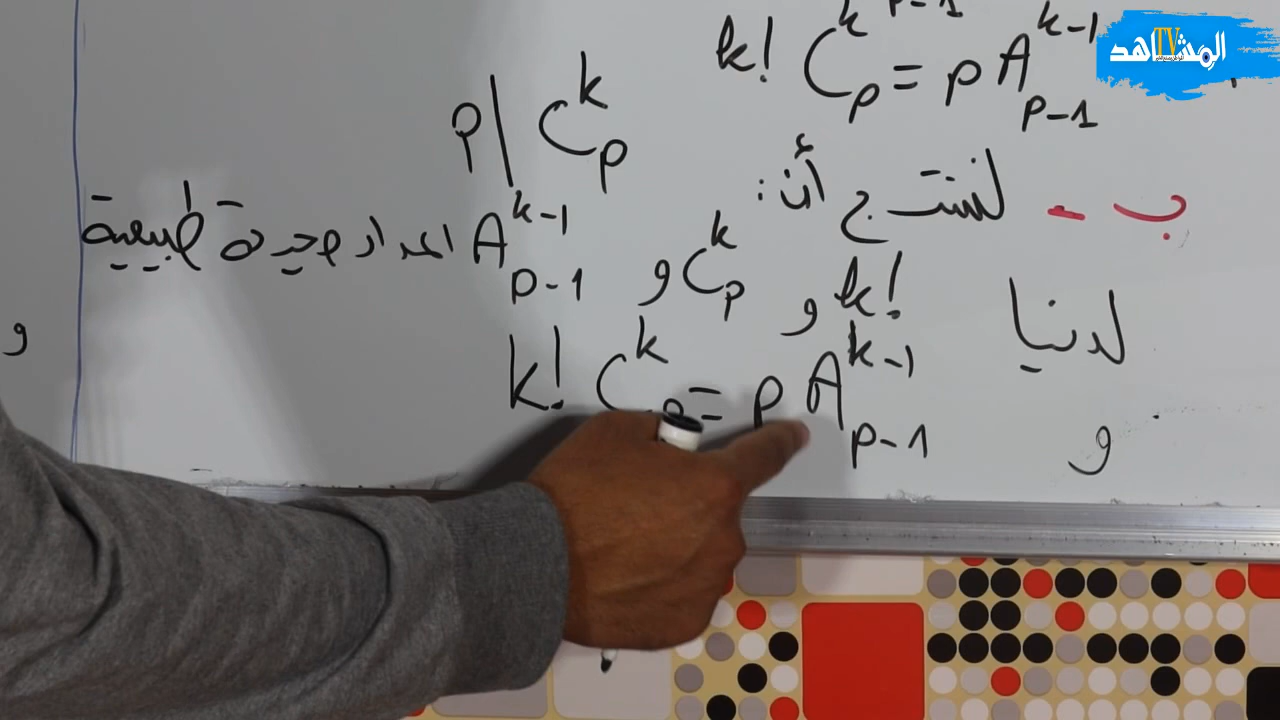 المشاهد TV
k! C_p^k = p A_{p-1}^{k-1}
ب - لنستنتج أن:
p | C_p^k
لدينا k! و C_p^k و A_{p-1}^{k-1} اعداد صحيحة طبيعية
و k! C_p^k = p A_{p-1}^{k-1}
و